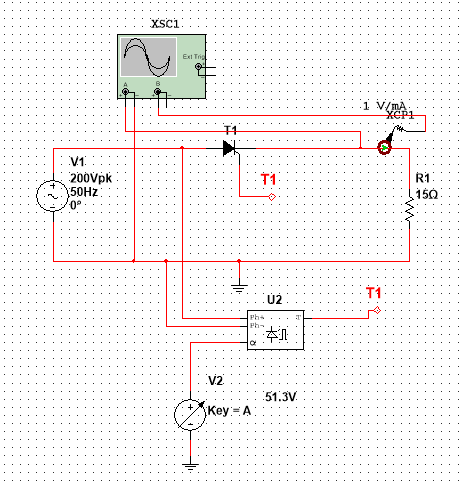 XSC1
Ext Trig
+
-
A
B
+ - + -
1 V/mA
XCP1
T1
V1
200Vpk
50Hz
0°
T1
R1
15Ω
U2
T1
Ph+
T
Ph-
α
V2
51.3V
+
Key = A
-